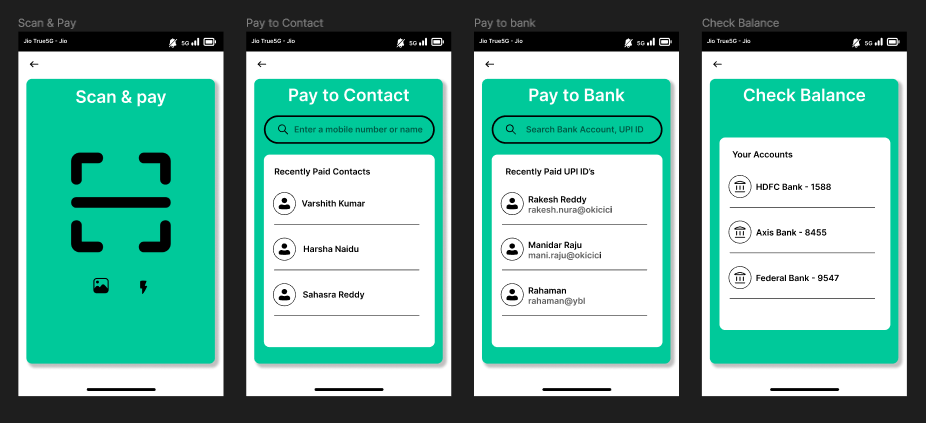 Scan & Pay
Jio True5G - Jio
5G
Scan & pay
Pay to Contact
Jio True5G - Jio
5G
Pay to Contact
Enter a mobile number or name
Recently Paid Contacts
Varshith Kumar
Harsha Naidu
Sahasra Reddy
Pay to bank
Jio True5G - Jio
5G
Pay to Bank
Search Bank Account, UPI ID
Recently Paid UPI ID's
Rakesh Reddy
rakesh.nura@okicici
Manidar Raju
mani.raju@okicici
Rahaman
rahaman@ybl
Check Balance
Jio True5G - Jio
5G
Check Balance
Your Accounts
HDFC Bank - 1588
Axis Bank - 8455
Federal Bank - 9547